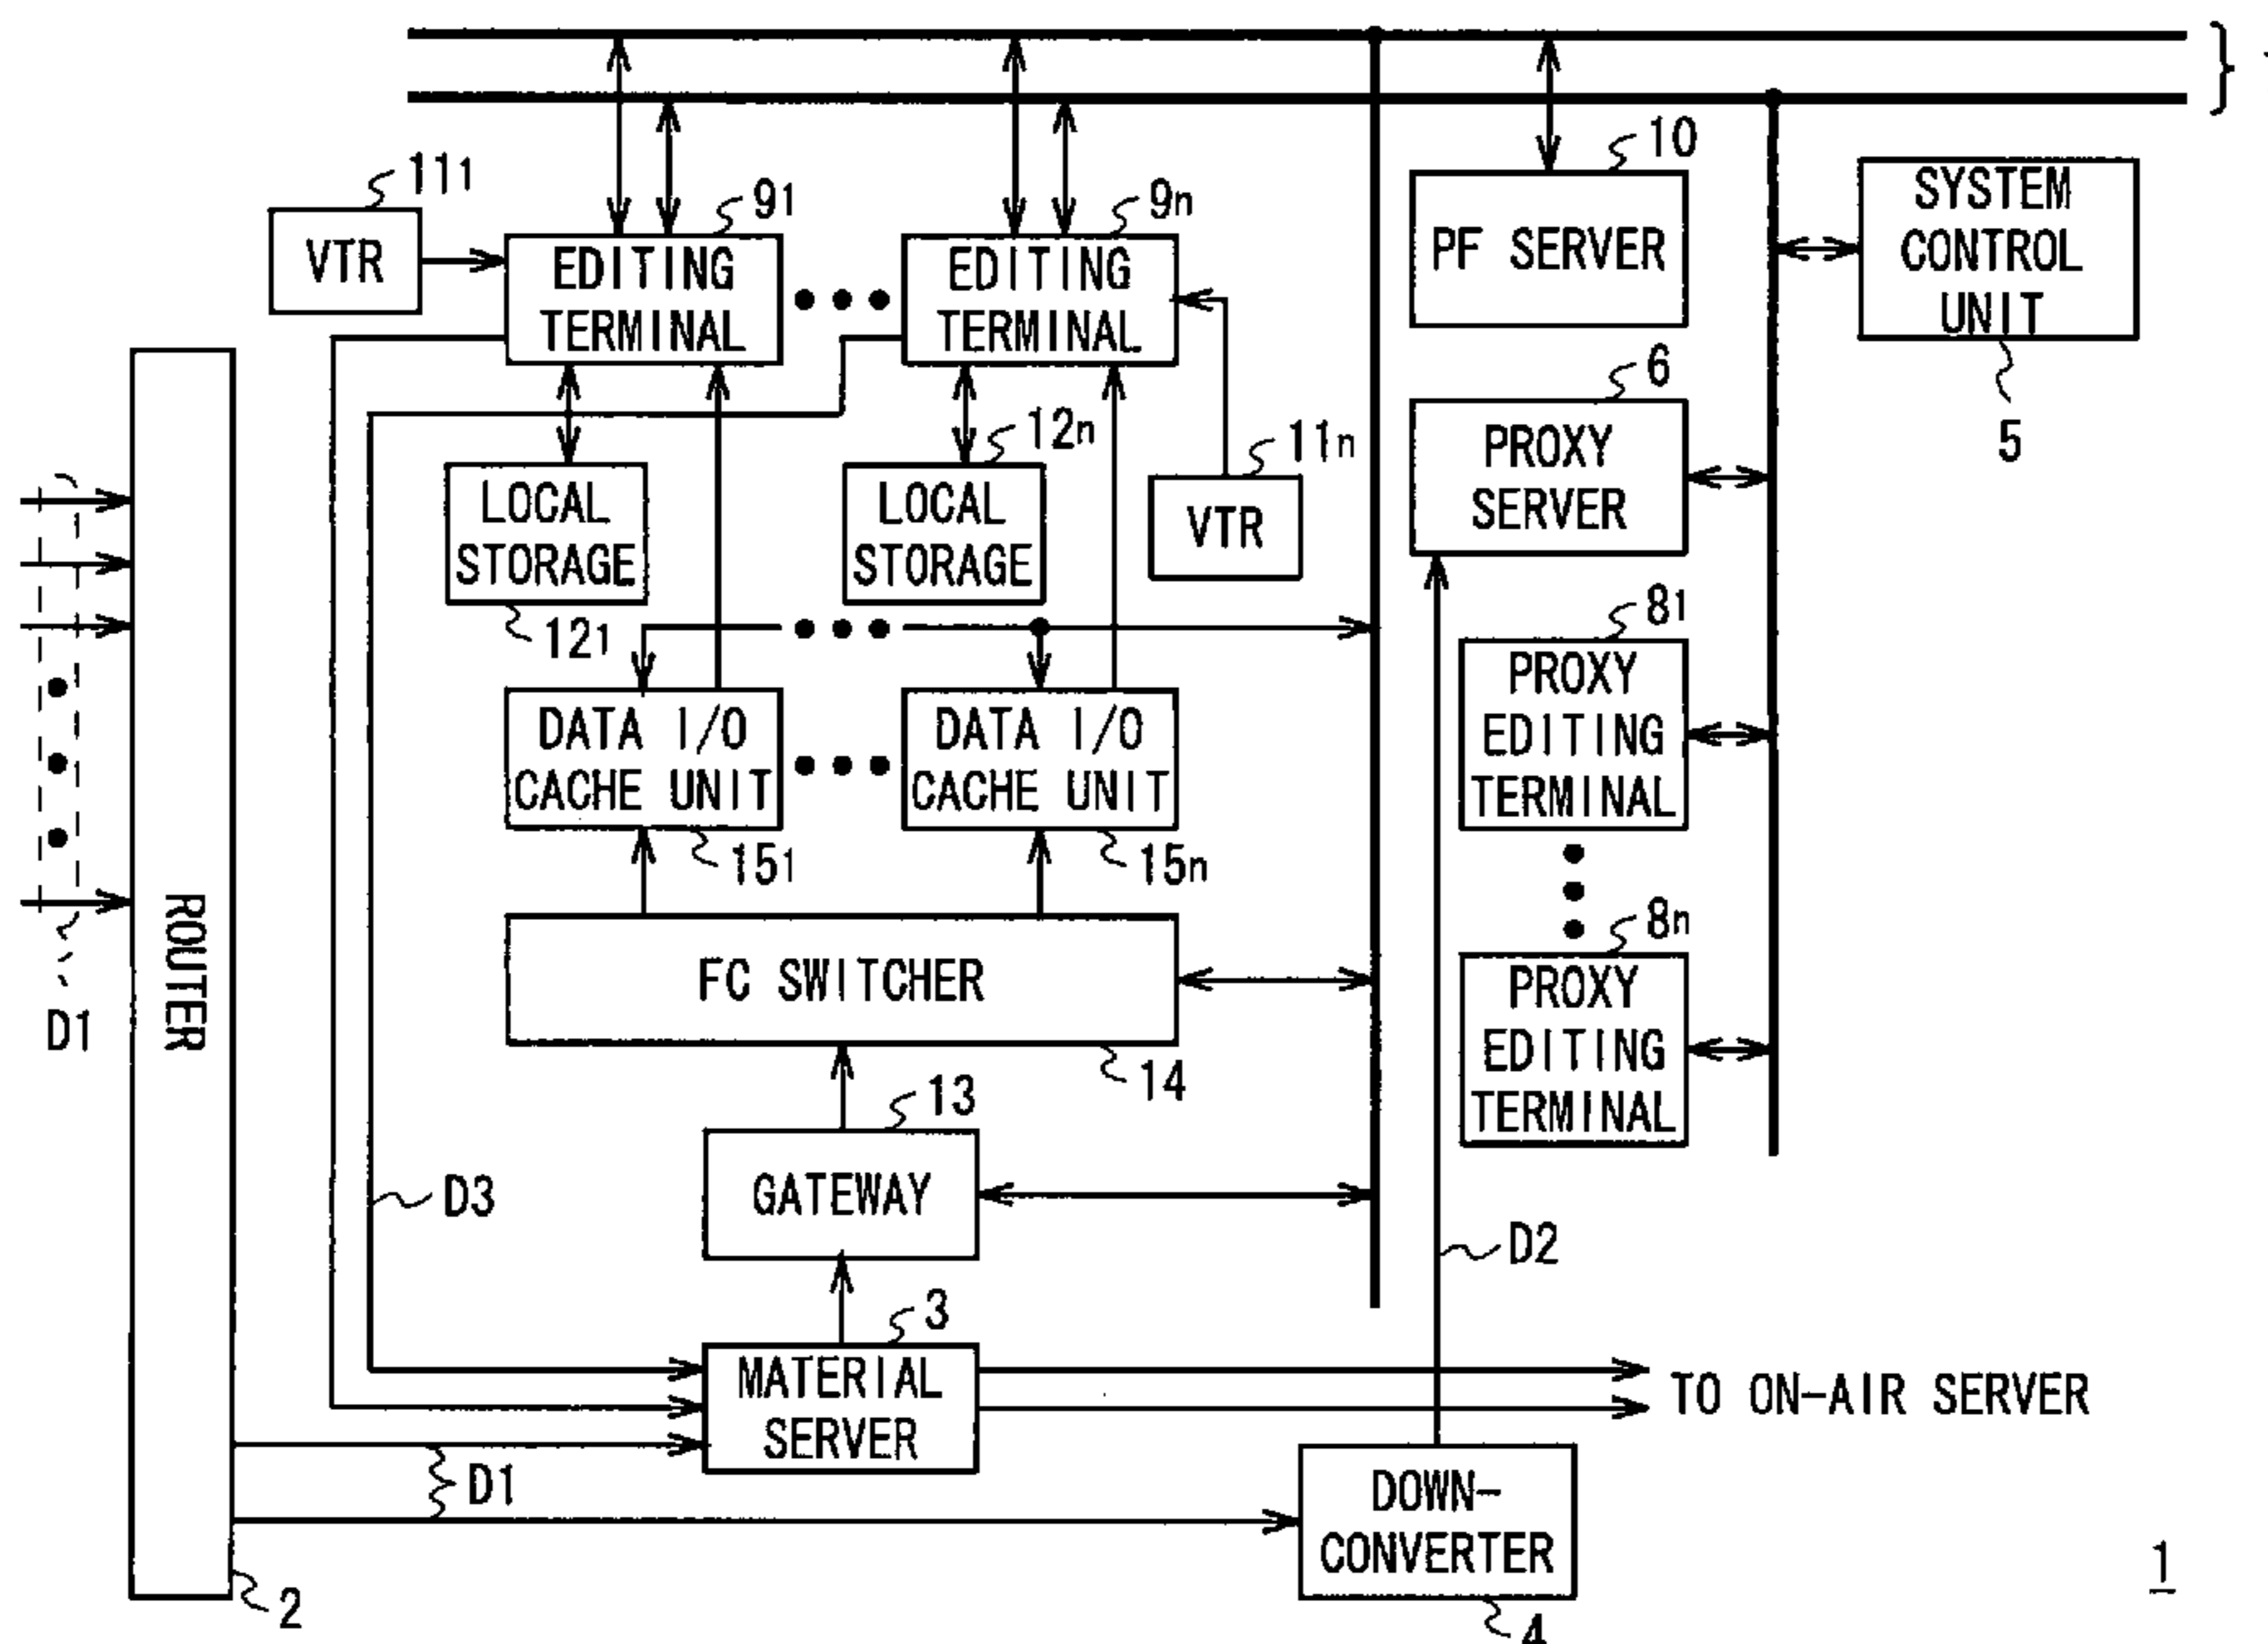 10
SYSTEM
CONTROL
UNIT
5
PF SERVER
111
VTR
91
EDITING
TERMINAL
9n
EDITING
TERMINAL
6
PROXY
SERVER
LOCAL
STORAGE
121
12n
LOCAL
STORAGE
11n
VTR
81
PROXY
EDITING
TERMINAL
DATA I/O
CACHE UNIT
151
DATA I/O
CACHE UNIT
15n
8n
PROXY
EDITING
TERMINAL
ROUTER
D1
FC SWITCHER
14
13
GATEWAY
D3
D2
3
MATERIAL
SERVER
TO ON-AIR SERVER
D1
DOWN-
CONVERTER
4
2
1